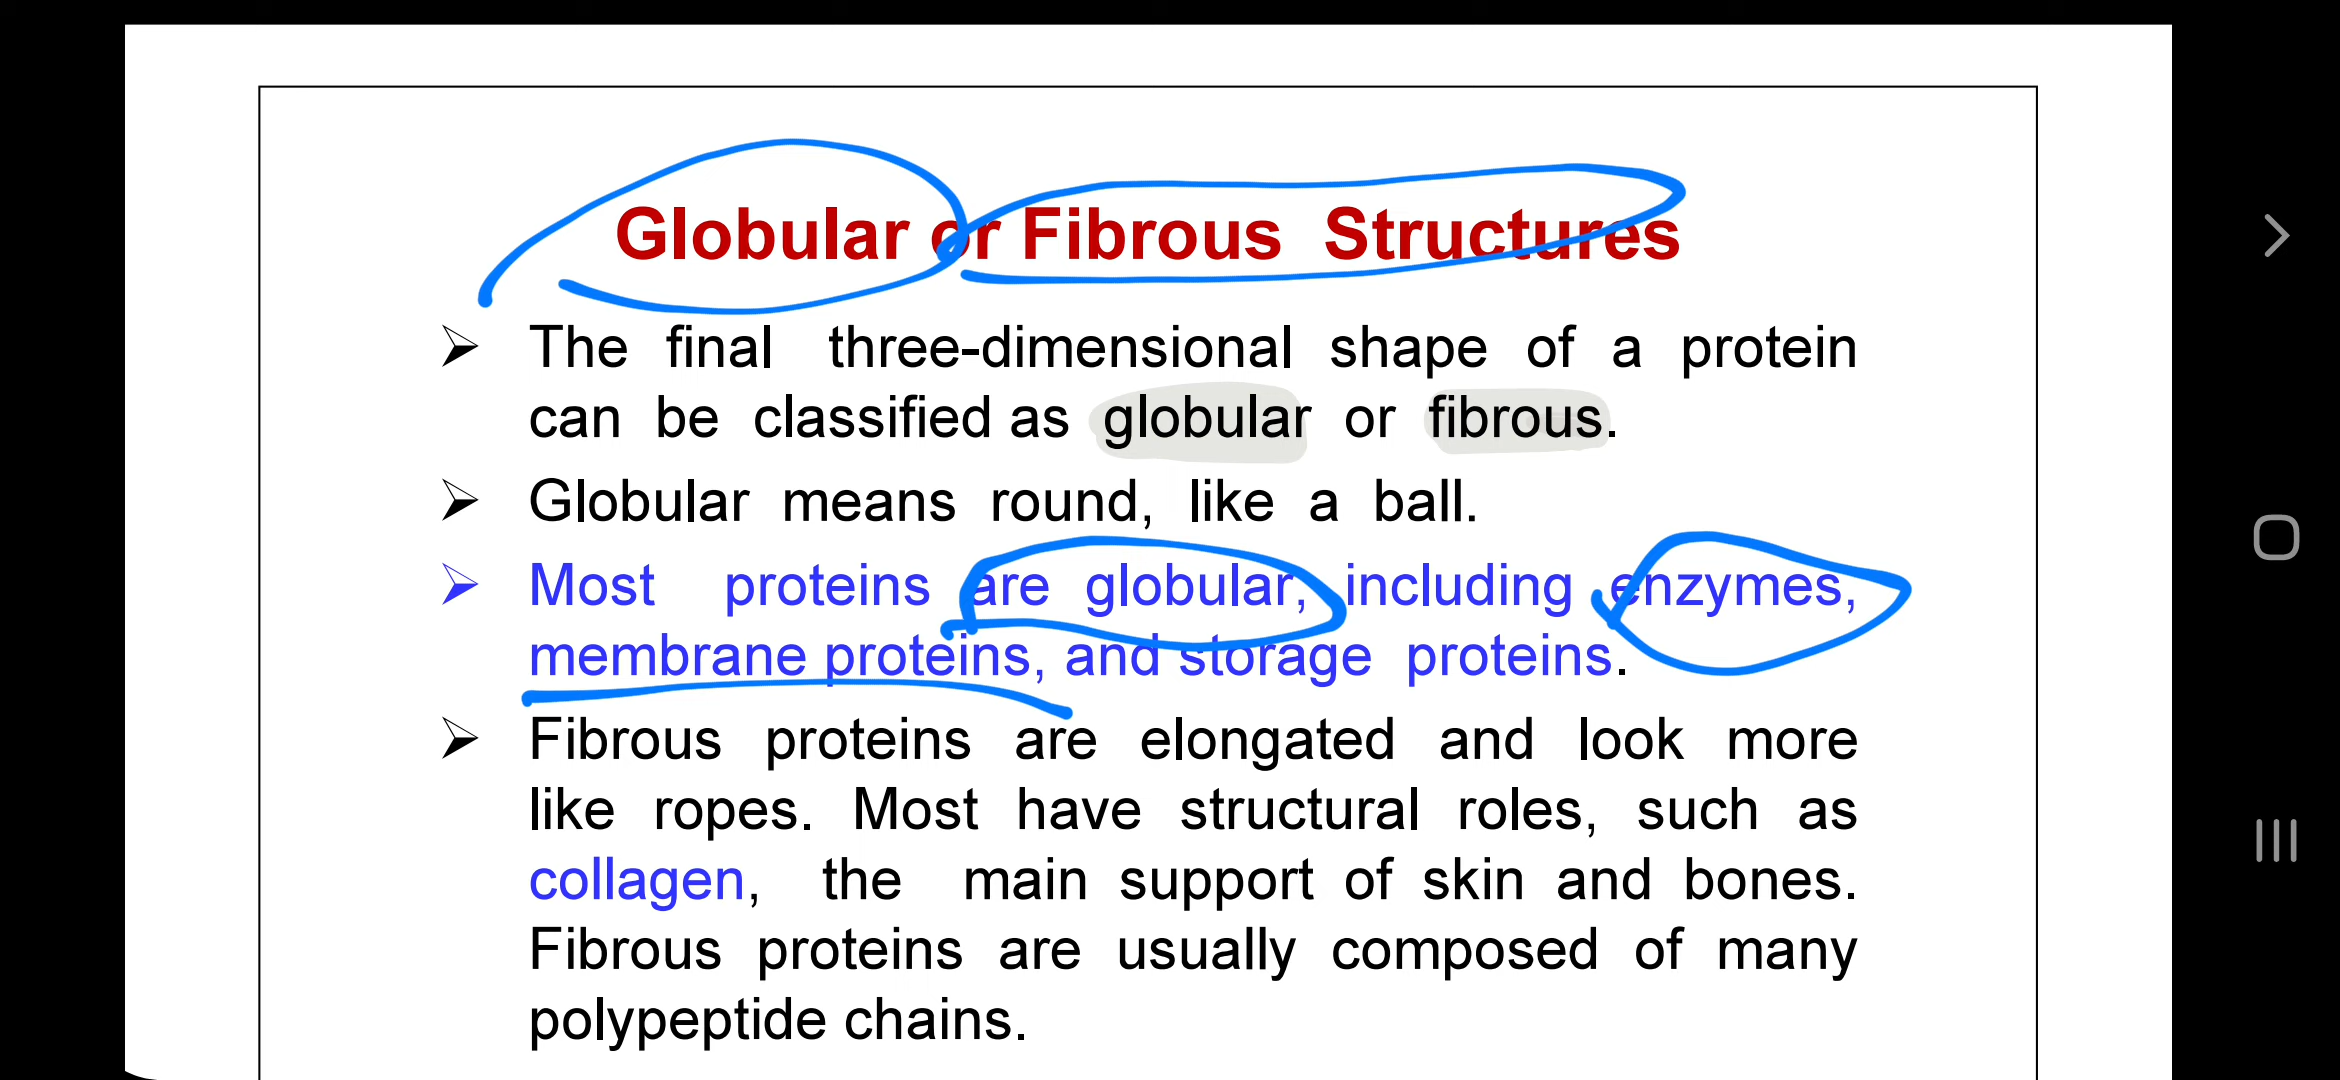 Globular or Fibrous Structures
➢ The final three-dimensional shape of a protein
can be classified as globular or fibrous.
➢ Globular means round, like a ball.
➢ Most proteins are globular, including enzymes,
membrane proteins, and storage proteins.
➢ Fibrous proteins are elongated and look more
like ropes. Most have structural roles, such as
collagen, the main support of skin and bones.
Fibrous proteins are usually composed of many
polypeptide chains.